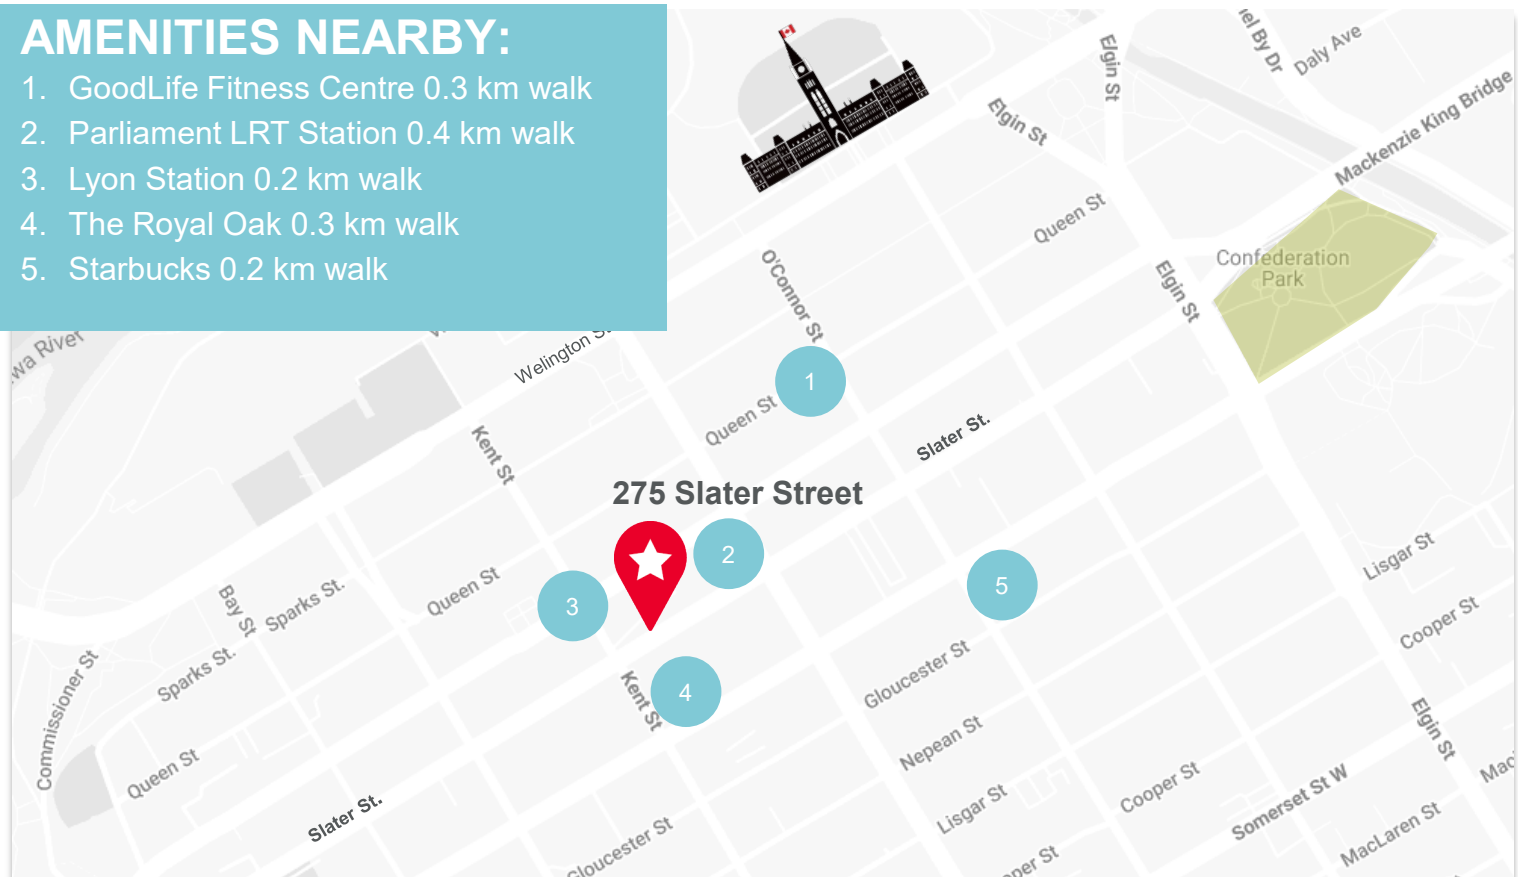 AMENITIES NEARBY:
1. GoodLife Fitness Centre 0.3 km walk
2. Parliament LRT Station 0.4 km walk
3. Lyon Station 0.2 km walk
4. The Royal Oak 0.3 km walk
5. Starbucks 0.2 km walk
Elgin St
Daly Ave
Elgin St
Mackenzie King Bridge
Queen St
O'Connor St
Confederation
Park
Elgin St
Welington St
1
Queen St
Slater St.
Kent St
275 Slater Street
2
3
5
Lisgar St
Queen St
Bay St
Sparks St.
Cooper St
Sparks St.
Commissioner St
Kent St
4
Gloucester St
Elgin St
Nepean St
Queen St
Cooper St
Somerset St W
Slater St.
Lisgar St
MacLaren St